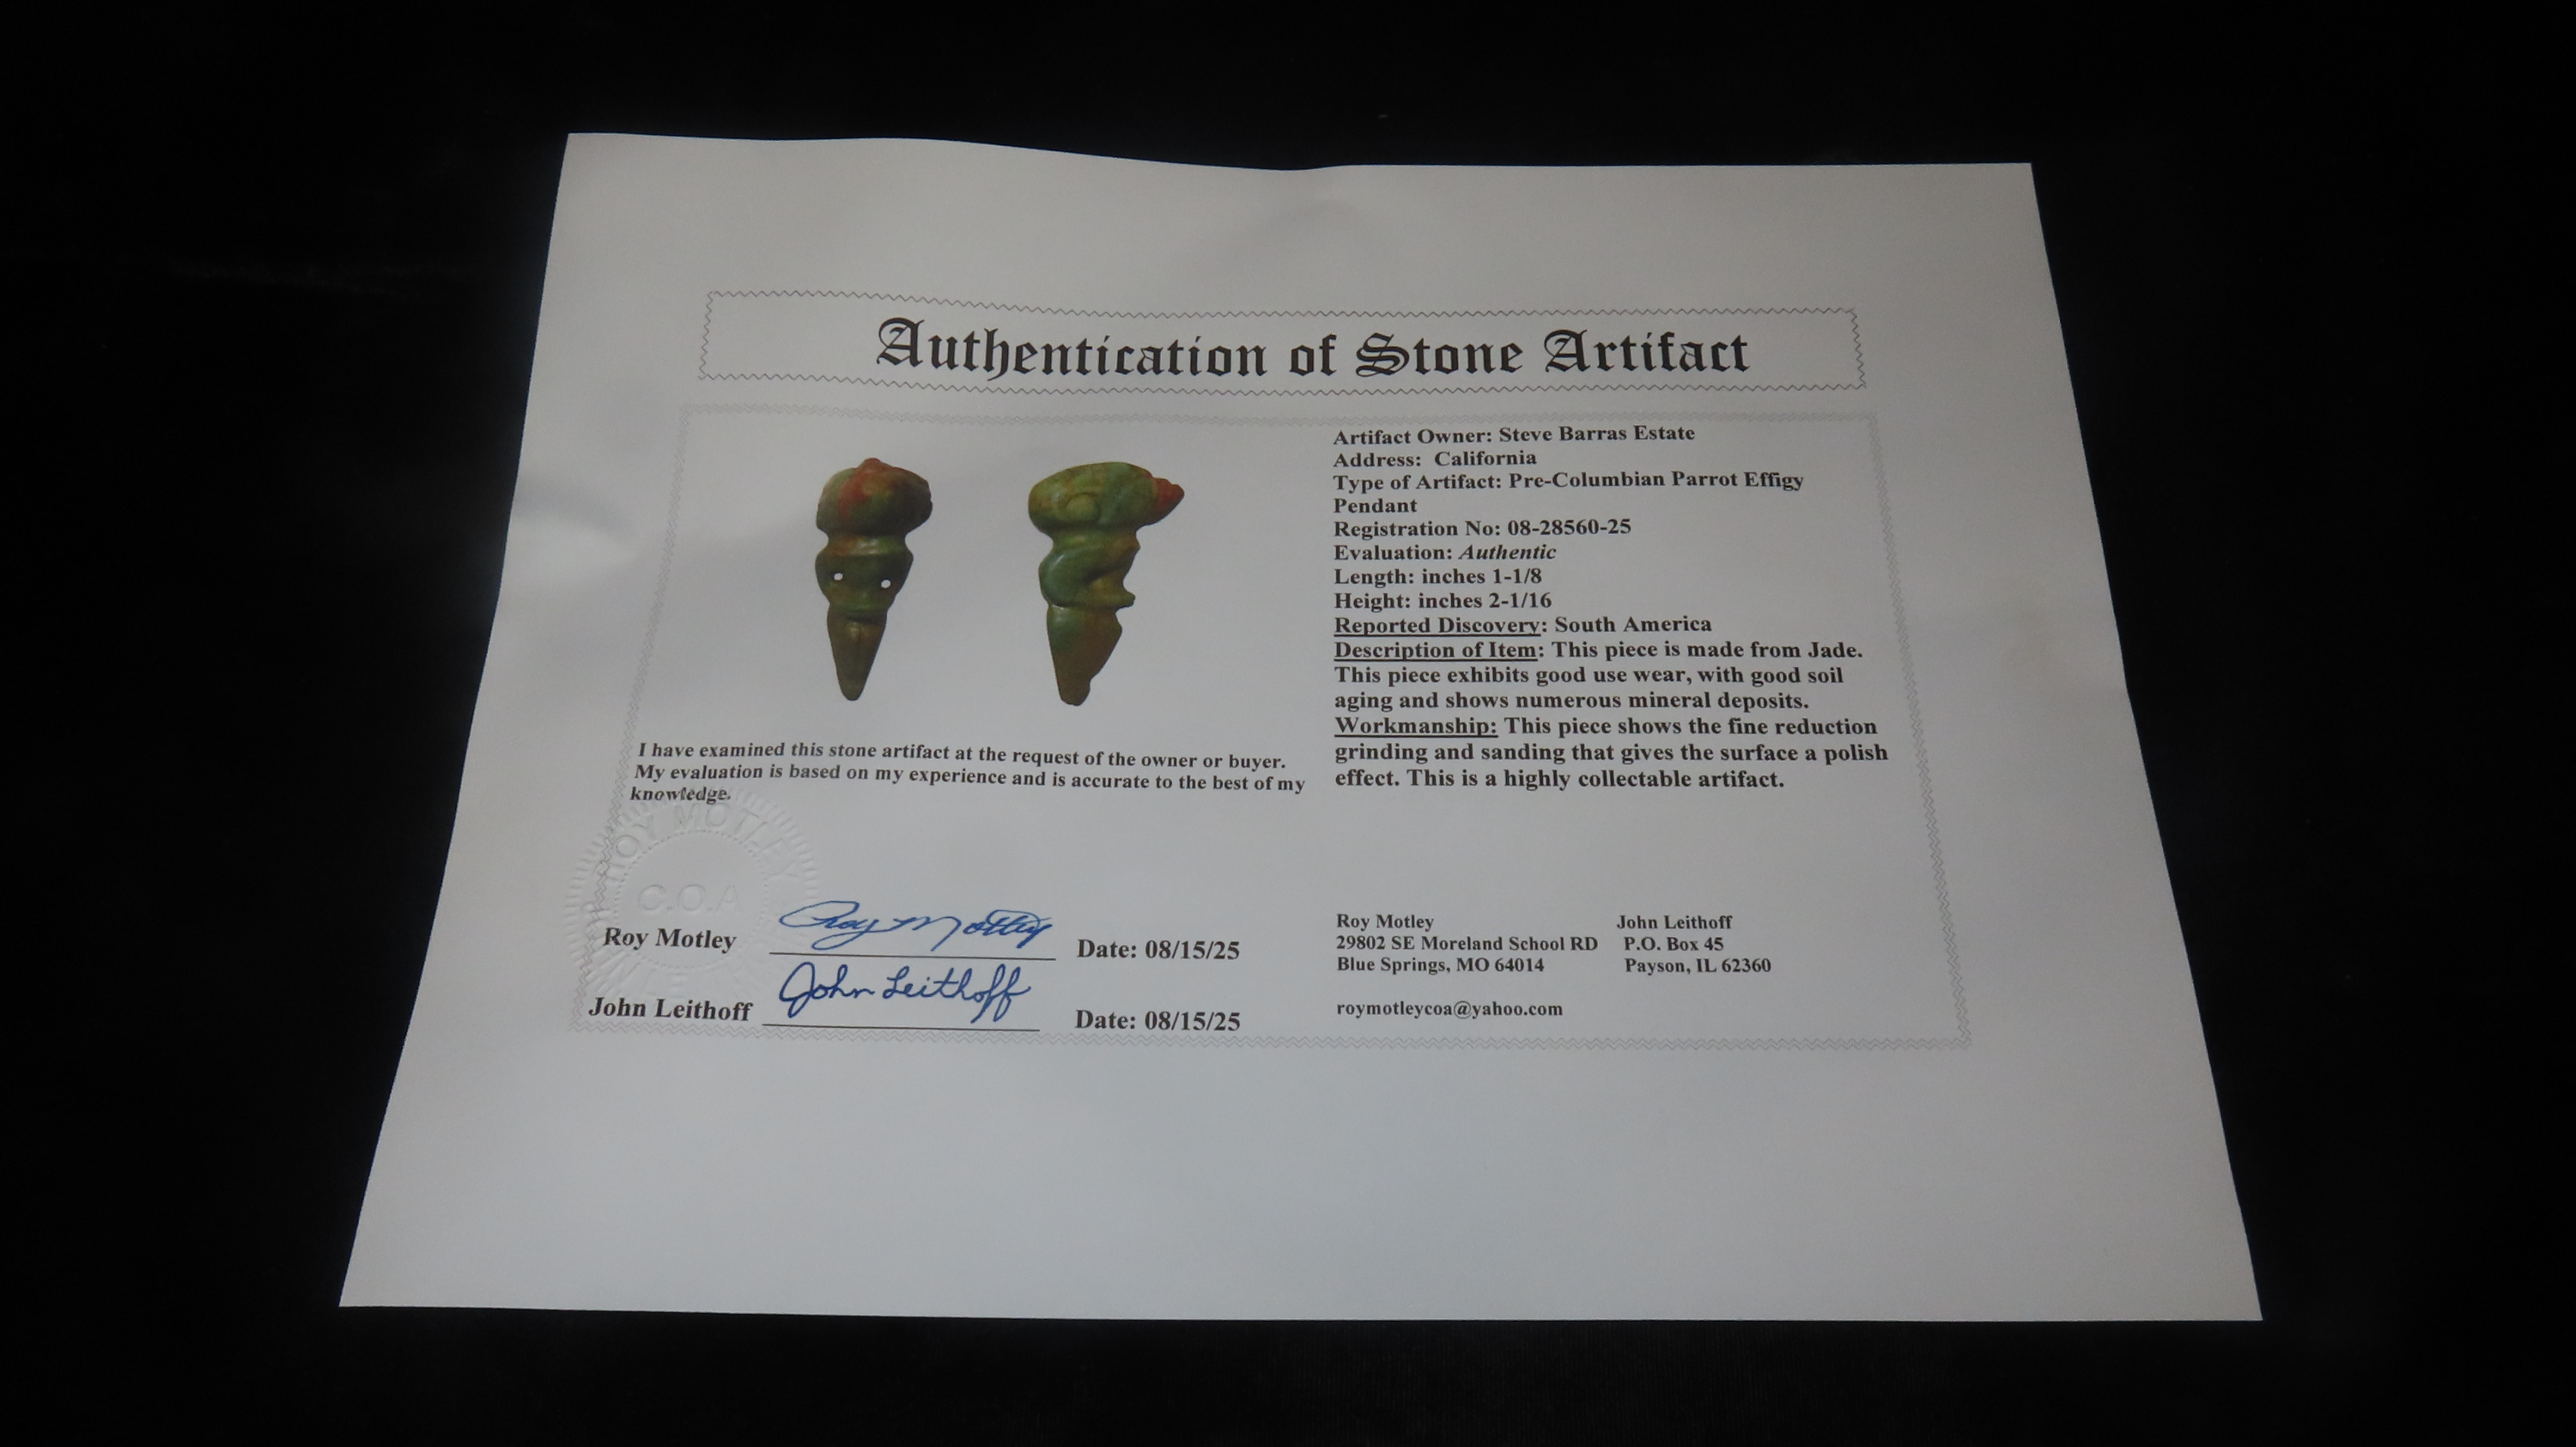 Authentication of Stone Artifact
Artifact Owner: Steve Barras Estate
Address: California
Type of Artifact: Pre-Columbian Parrot Effigy
Pendant
Registration No: 08-28560-25
Evaluation: Authentic
Length: inches 1-1/8
Height: inches 2-1/16
Reported Discovery: South America
Description of Item: This piece is made from Jade.
This piece exhibits good use wear, with good soil
aging and shows numerous mineral deposits.
Workmanship: This piece shows the fine reduction
grinding and sanding that gives the surface a polish
effect. This is a highly collectable artifact.
I have examined this stone artifact at the request of the owner or buyer.
My evaluation is based on my experience and is accurate to the best of my
knowledge.
ROY MOTLEY
C.O.A
Roy Motley Roy Motley Date: 08/15/25
John Leithoff John Leithoff Date: 08/15/25
Roy Motley
29802 SE Moreland School RD
Blue Springs, MO 64014
roymotleycoa@yahoo.com
John Leithoff
P.O. Box 45
Payson, IL 62360